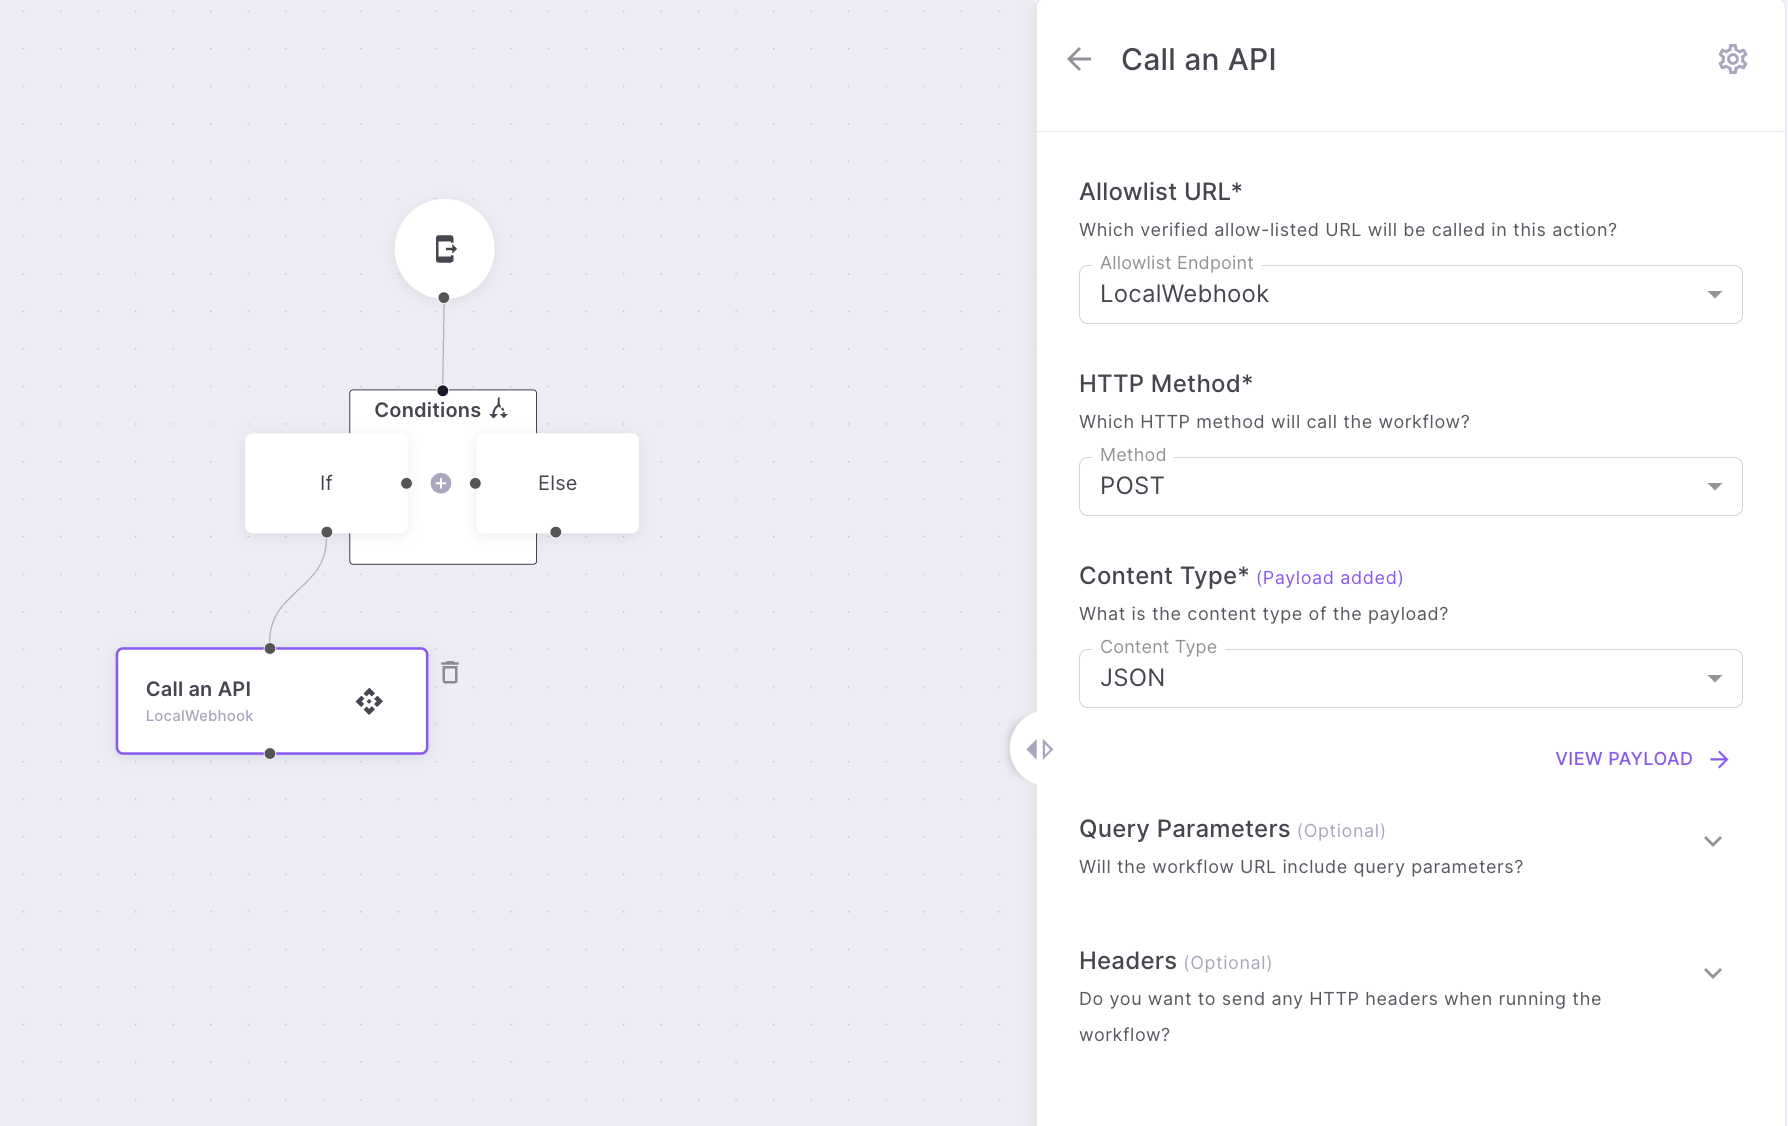 Conditions
If
Else
Call an API
LocalWebhook
Call an API
Allowlist URL*
Which verified allow-listed URL will be called in this action?
Allowlist Endpoint
LocalWebhook
HTTP Method*
Which HTTP method will call the workflow?
Method
POST
Content Type* (Payload added)
What is the content type of the payload?
Content Type
JSON
VIEW PAYLOAD
Query Parameters (Optional)
Will the workflow URL include query parameters?
Headers (Optional)
Do you want to send any HTTP headers when running the
workflow?